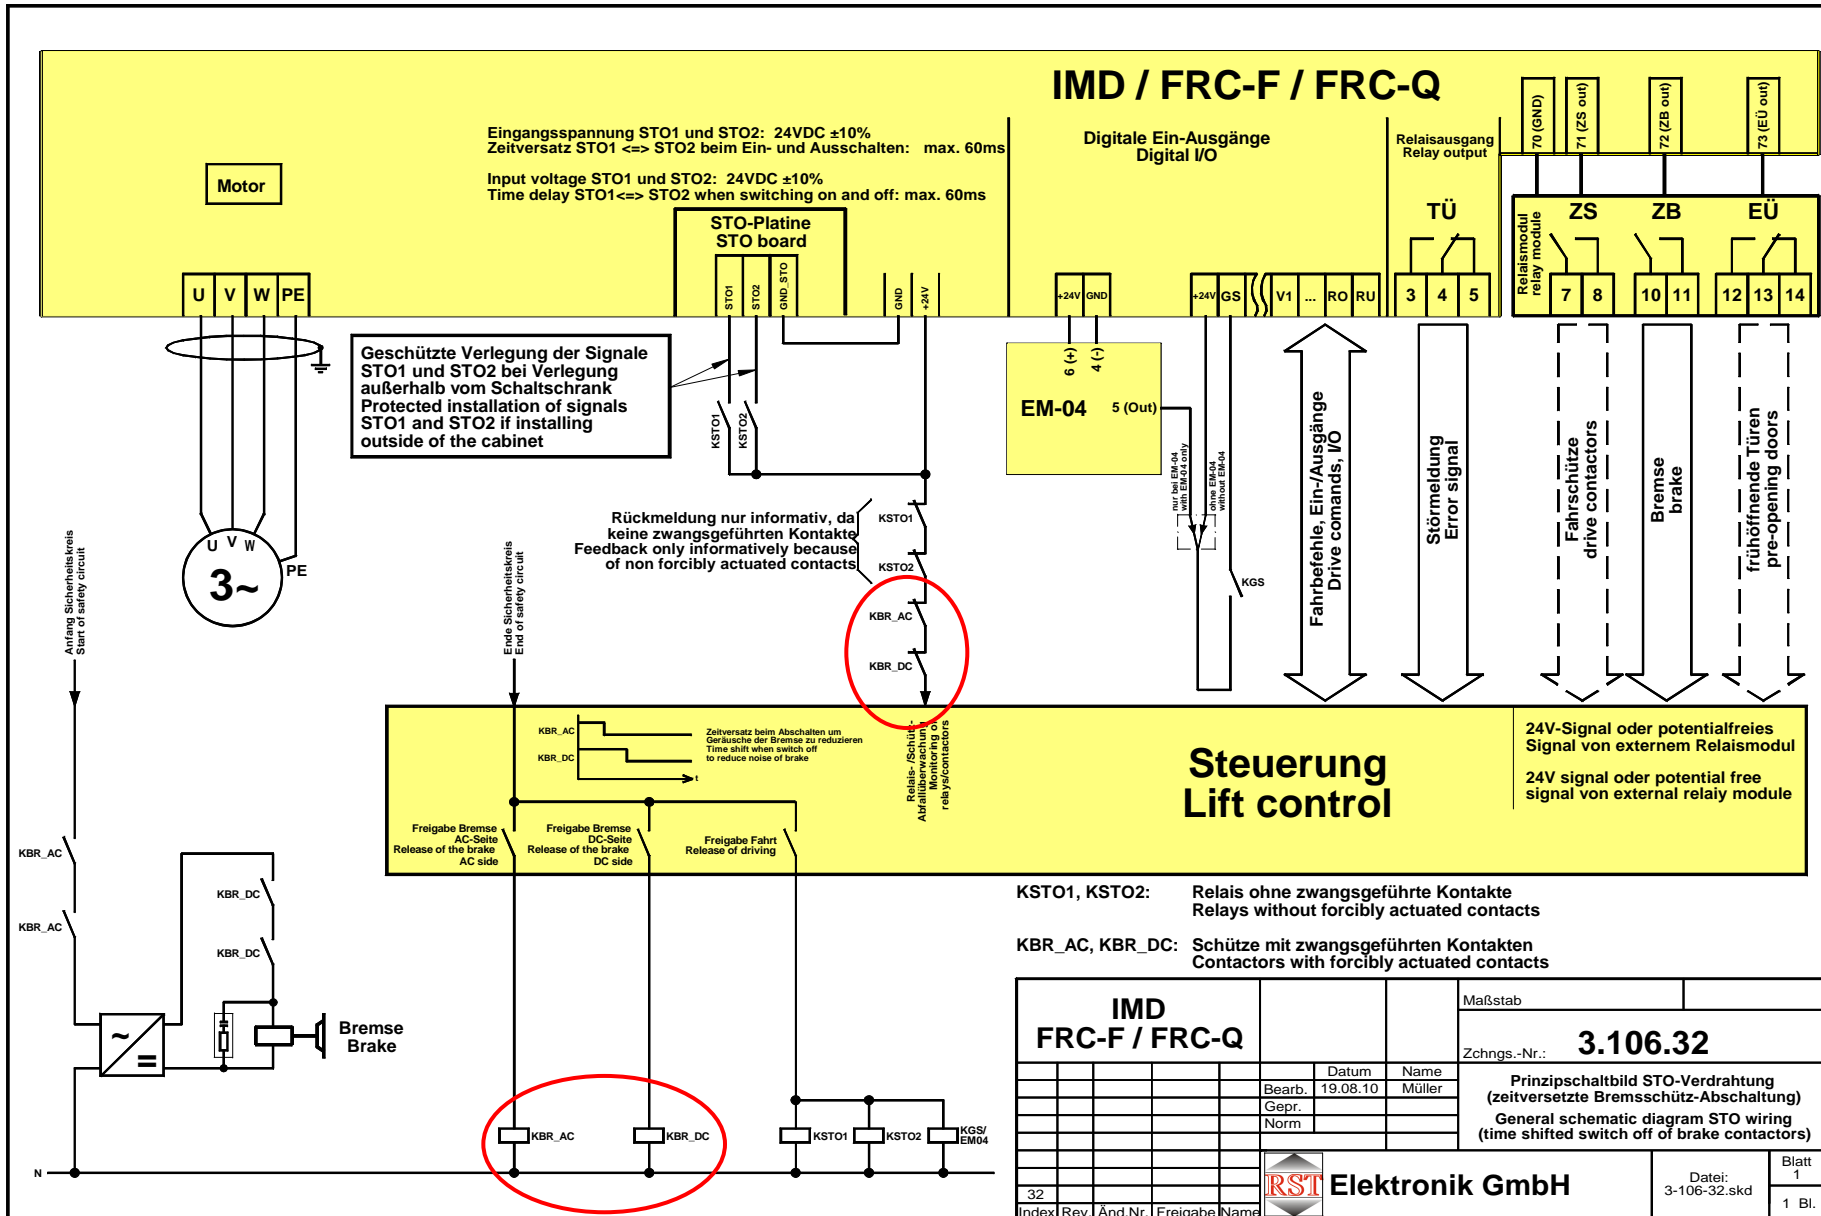 IMD / FRC-F / FRC-Q
Eingangsspannung STO1 und STO2: 24VDC ±10%
Zeitversatz STO1 <=> STO2 beim Ein- und Ausschalten: max. 60ms
Input voltage STO1 und STO2: 24VDC ±10%
Time delay STO1<=> STO2 when switching on and off: max. 60ms
Digitale Ein-Ausgänge
Digital I/O
Relaisausgang
Relay output
70 (GND)
71 (ZS out)
72 (ZB out)
73 (EÜ out)
Motor
STO-Platine
STO board
TÜ
Relaismodul
relay module
ZS
ZB
EÜ
U V W PE
STO1
STO2
GND_STO
GND
+24V
+24V GND
+24V GS V1 ... RO RU
3 4 5
7 8
10 11
12 13 14
Geschützte Verlegung der Signale
STO1 und STO2 bei Verlegung
außerhalb vom Schaltschrank
Protected installation of signals
STO1 and STO2 if installing
outside of the cabinet
KSTO1
KSTO2
6 (+)
4 (-)
EM-04
5 (Out)
nur bei EM-04
with EM-04 only
ohne EM-04
without EM-04
KGS
Fahrbefehle, Ein-/Ausgänge
Drive comands, I/O
Störmeldung
Error signal
Fahrschütze
drive contactors
Bremse
brake
frühöffnende Türen
pre-opening doors
Rückmeldung nur informativ, da
keine zwangsgeführten Kontakte
Feedback only informatively because
of non forcibly actuated contacts
KSTO1
KSTO2
KBR_AC
KBR_DC
U V W
PE
3~
Anfang Sicherheitskreis
Start of safety circuit
Ende Sicherheitskreis
End of safety circuit
KBR_AC
KBR_DC
t
Zeitversatz beim Abschalten um
Geräusche der Bremse zu reduzieren
Time shift when switch off
to reduce noise of brake
Relais- /Schütz-
Abfallüberwachung
Monitoring of
relays/contactors
Steuerung
Lift control
24V-Signal oder potentialfreies
Signal von externem Relaismodul
24V signal oder potential free
signal von external relaiy module
Freigabe Bremse
AC-Seite
Release of the brake
AC side
Freigabe Bremse
DC-Seite
Release of the brake
DC side
Freigabe Fahrt
Release of driving
KBR_AC
KBR_AC
KBR_DC
KBR_DC
~
=
Bremse
Brake
KSTO1, KSTO2: Relais ohne zwangsgeführte Kontakte
Relays without forcibly actuated contacts
KBR_AC, KBR_DC: Schütze mit zwangsgeführten Kontakten
Contactors with forcibly actuated contacts
KBR_AC
KBR_DC
KSTO1
KSTO2
KGS/
EM04
N
IMD
FRC-F / FRC-Q
Maßstab
Zchngs.-Nr.: 3.106.32
Datum Name
Bearb. 19.08.10 Müller
Gepr.
Norm
Prinzipschaltbild STO-Verdrahtung
(zeitversetzte Bremsschütz-Abschaltung)
General schematic diagram STO wiring
(time shifted switch off of brake contactors)
32
Index Rev. Änd.Nr. Freigabe Name
RST Elektronik GmbH
Datei:
3-106-32.skd
Blatt
1
1 Bl.